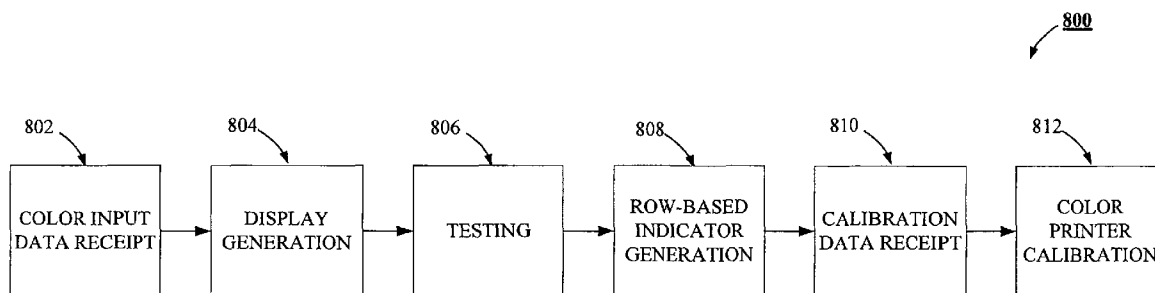 800
802
804
806
808
810
812
COLOR INPUT
DATA RECEIPT
DISPLAY
GENERATION
TESTING
ROW-BASED
INDICATOR
GENERATION
CALIBRATION
DATA RECEIPT
COLOR
PRINTER
CALIBRATION